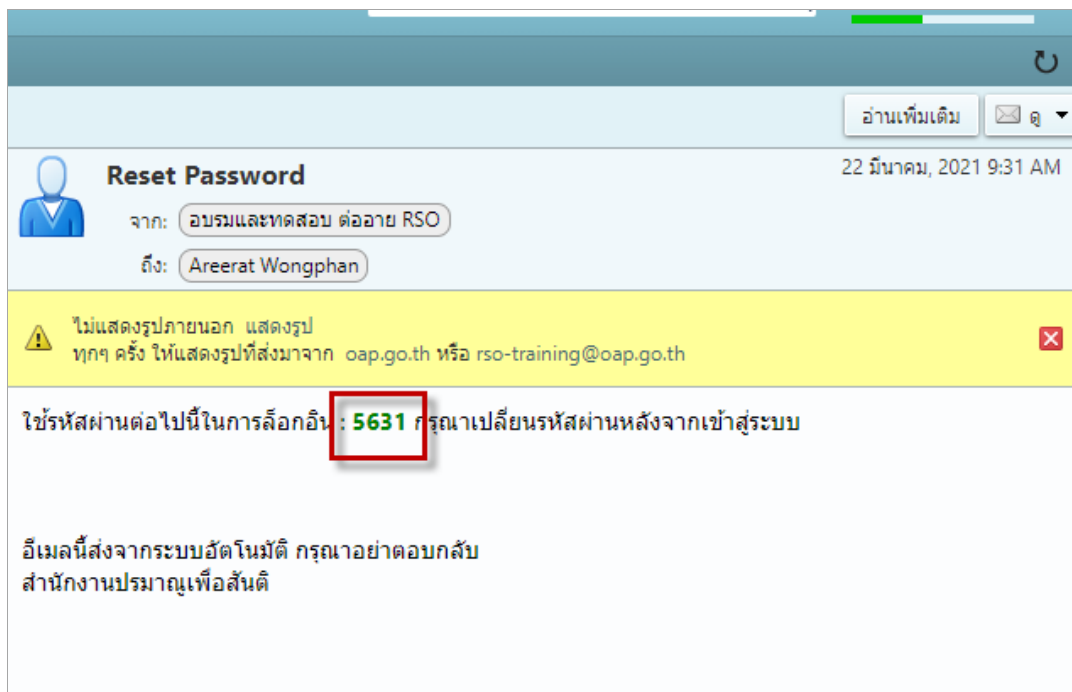 อ่านเพิ่มเติม
ดู
Reset Password
22 มีนาคม, 2021 9:31 AM
จาก: อบรมและทดสอบ ต่ออาย RSO
ถึง: Areerat Wongphan
ไม่แสดงรูปภายนอก แสดงรูป
ทุกๆ ครั้ง ให้แสดงรูปที่ส่งมาจาก oap.go.th หรือ rso-training@oap.go.th
ใช้รหัสผ่านต่อไปนี้ในการล็อกอิน : 5631 กรุณาเปลี่ยนรหัสผ่านหลังจากเข้าสู่ระบบ
อีเมลนี้ส่งจากระบบอัตโนมัติ กรุณาอย่าตอบกลับ
สำนักงานปรมาณูเพื่อสันติ